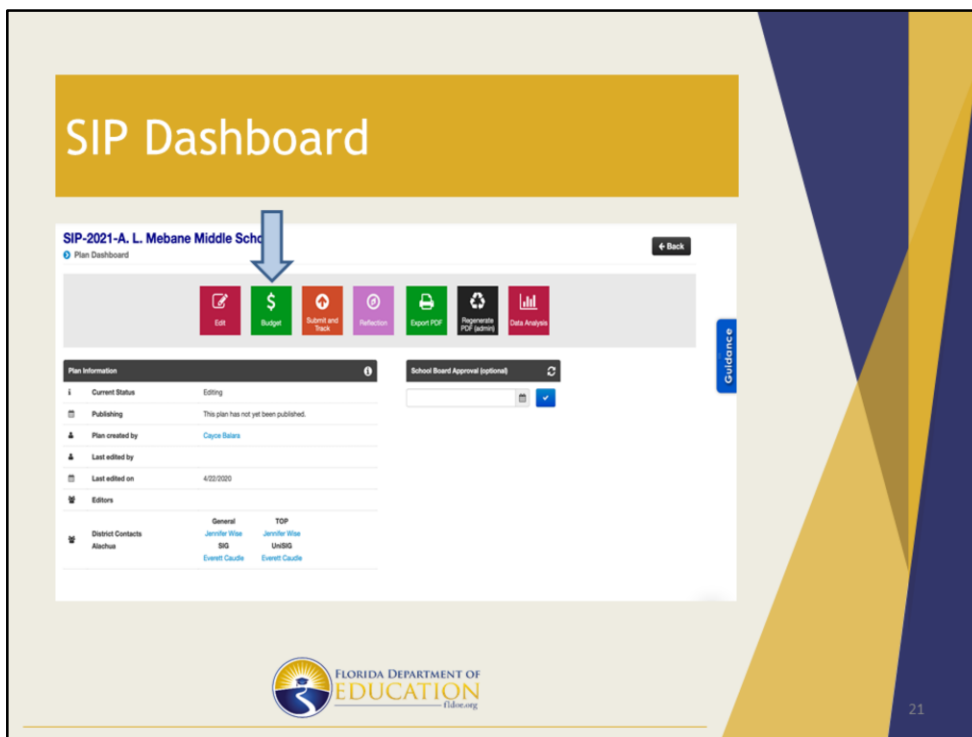 SIP Dashboard
SIP-2021-A. L. Mebane Middle Scho
Plan Dashboard
← Back
Edit
$
Budget
Submit and
Track
Reflection
Export PDF
Regenerate
PDF (admin)
Data Analysis
Guidance
Plan Information
School Board Approval (optional)
Current Status Editing
Publishing This plan has not yet been published.
Plan created by Cayce Balara
Last edited by
Last edited on 4/22/2020
Editors
General TOP
District Contacts Jennifer Wise Jennifer Wise
Alachua SIG UniSIG
Everett Caudle Everett Caudle
FLORIDA DEPARTMENT OF
EDUCATION
fldoe.org
21